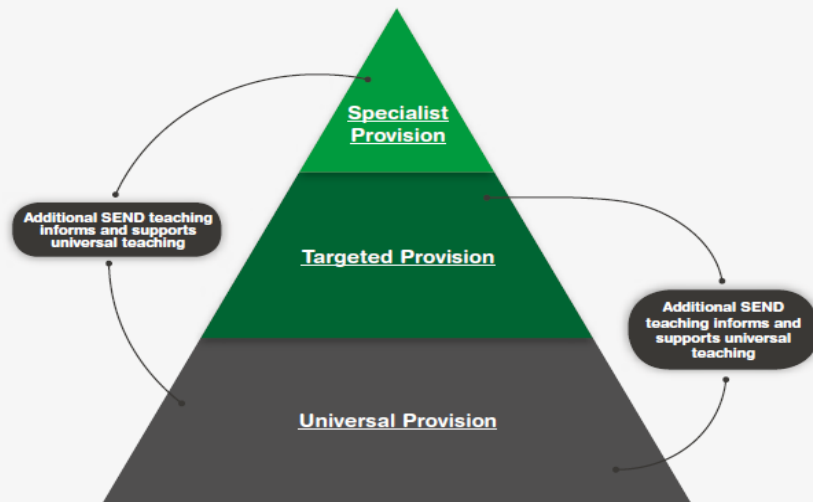 Specialist
Provision
Additional SEND teaching
informs and supports
universal teaching
Targeted Provision
Additional SEND
teaching informs and
supports universal
teaching
Universal Provision